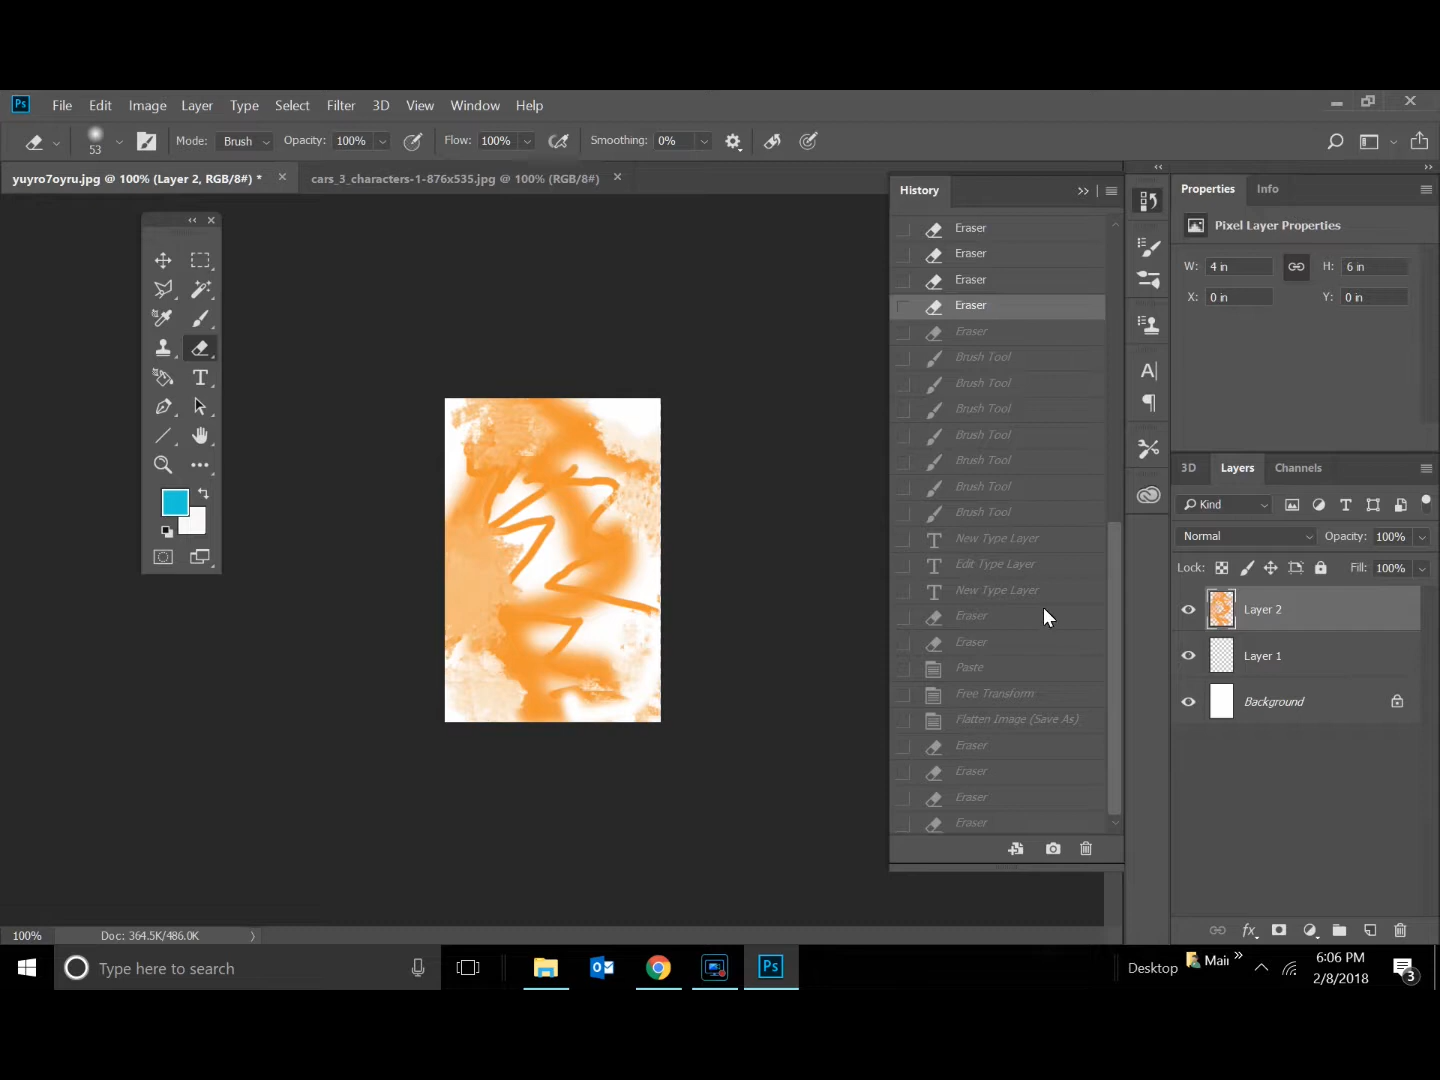 Ps File Edit Image Layer Type Select Filter 3D View Window Help
53 Mode: Brush Opacity: 100% Flow: 100% Smoothing: 0%
yuyro7oyru.jpg @ 100% (Layer 2, RGB/8#) * cars_3_characters-1-876x535.jpg @ 100% (RGB/8#)
History
Eraser
Eraser
Eraser
Eraser
Eraser
Brush Tool
Brush Tool
Brush Tool
Brush Tool
Brush Tool
Brush Tool
Brush Tool
New Type Layer
Edit Type Layer
New Type Layer
Eraser
Eraser
Paste
Free Transform
Flatten Image (Save As)
Eraser
Eraser
Eraser
Eraser
Properties Info
Pixel Layer Properties
W: 4 in H: 6 in
X: 0 in Y: 0 in
3D Layers Channels
Kind
Normal Opacity: 100%
Lock: Fill: 100%
Layer 2
Layer 1
Background
100% Doc: 364.5K/486.0K
Type here to search
Ps
Desktop
Mail
6:06 PM
2/8/2018
3